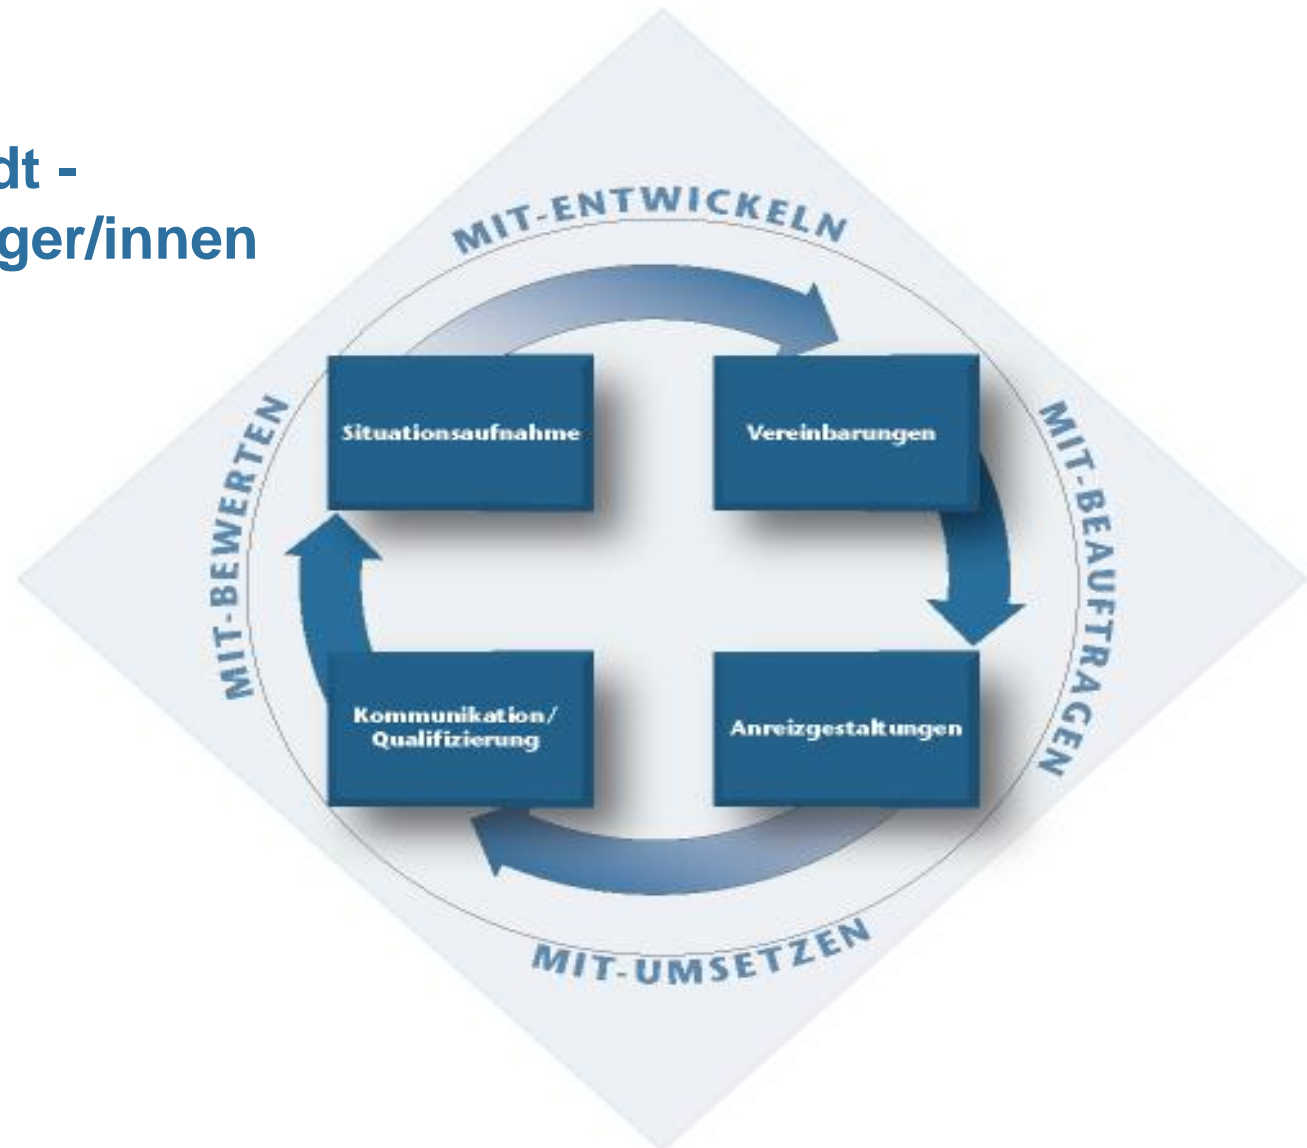 dt -
ger/innen
MIT-ENTWICKELN
MIT-BEWERTEN
Situationsaufnahme
Vereinbarungen
MIT-BEAUFTRAGEN
Kommunikation/
Qualifizierung
Anreizgestaltungen
MIT-UMSETZEN